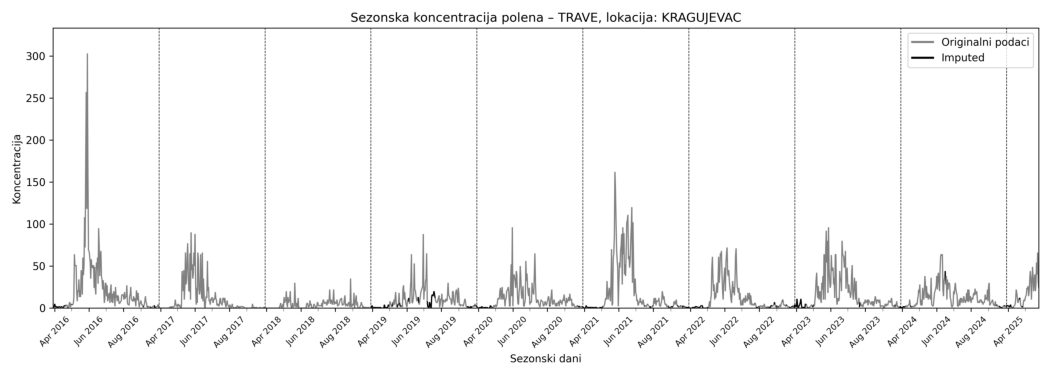 Sezonska koncentracija polena – TRAVE, lokacija: KRAGUJEVAC
Originalni podaci
Imputed
Koncentracija
300
250
200
150
100
50
0
Apr 2016
Jun 2016
Aug 2016
Apr 2017
Jun 2017
Aug 2017
Apr 2018
Jun 2018
Aug 2018
Apr 2019
Jun 2019
Aug 2019
Apr 2020
Jun 2020
Aug 2020
Apr 2021
Jun 2021
Aug 2021
Apr 2022
Jun 2022
Aug 2022
Apr 2023
Jun 2023
Aug 2023
Apr 2024
Jun 2024
Aug 2024
Apr 2025
Sezonski dani